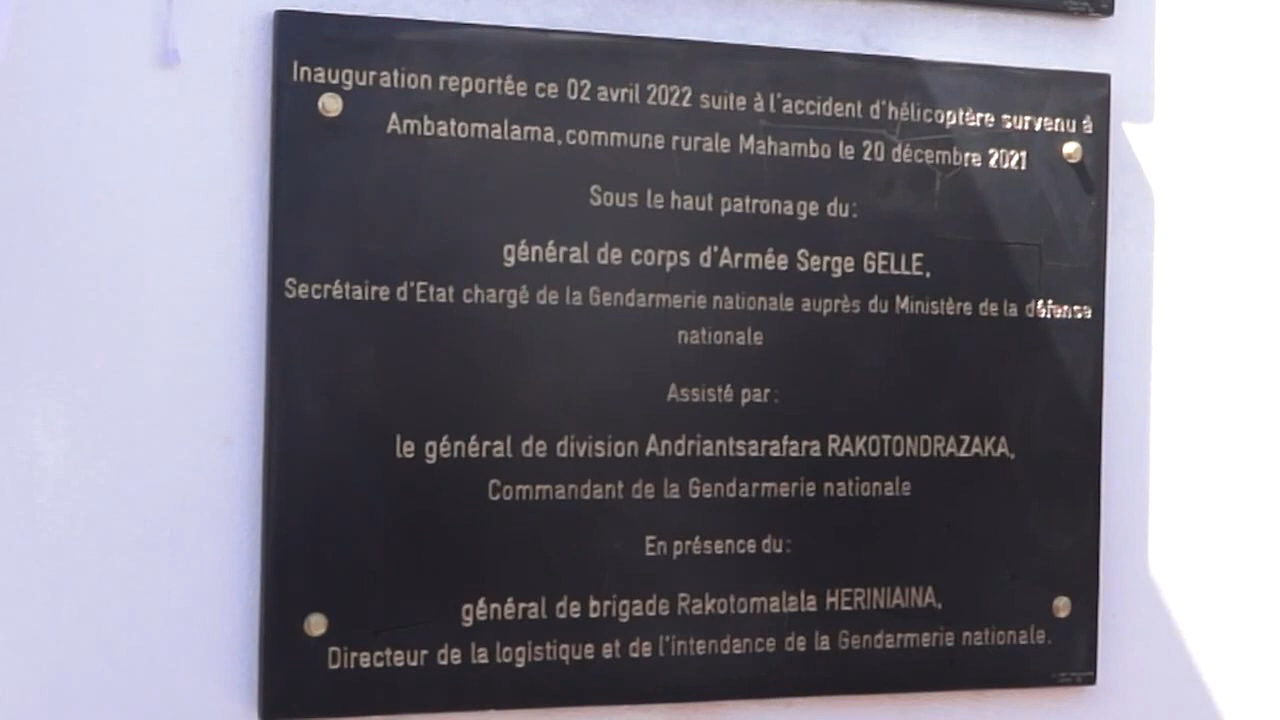 Inauguration reportée ce 02 avril 2022 suite à l'accident d'hélicoptère survenu à
Ambatomalama, commune rurale Mahambo le 20 décembre 2021
Sous le haut patronage du:
général de corps d'Armée Serge GELLE,
Secrétaire d'Etat chargé de la Gendarmerie nationale auprès du Ministère de la défense
nationale
Assisté par:
le général de division Andriantsarafara RAKOTONDRAZAKA,
Commandant de la Gendarmerie nationale
En présence du:
général de brigade Rakotomalala HERINIAINA,
Directeur de la logistique et de l'intendance de la Gendarmerie nationale.